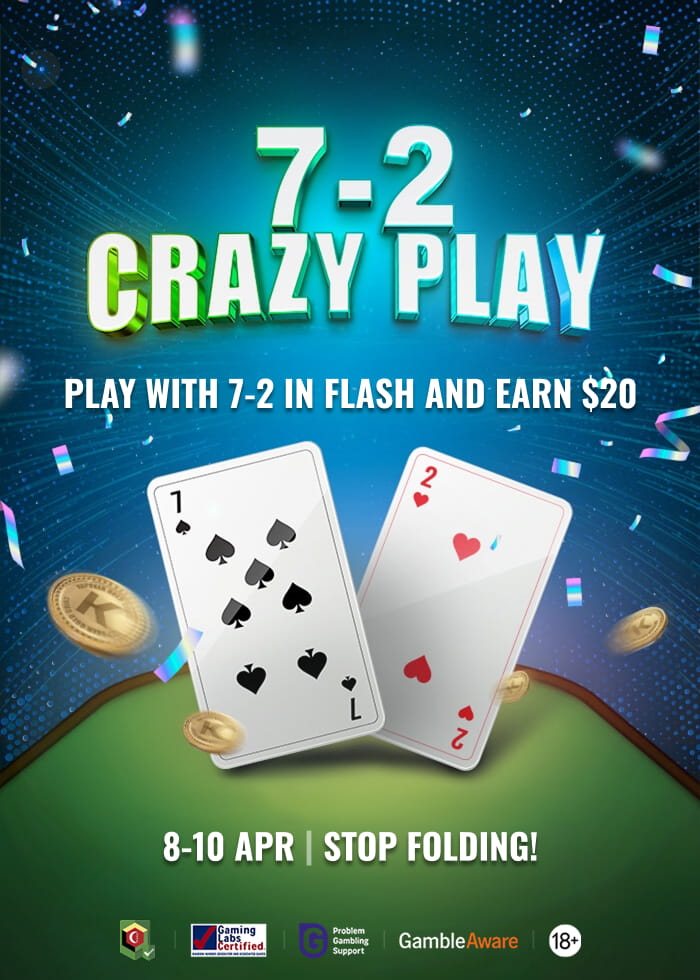 7-2
CRAZY PLAY
PLAY WITH 7-2 IN FLASH AND EARN $20
7
2
K
K
K
7
2
8-10 APR | STOP FOLDING!
Gaming
Labs
Certified
Problem
Gambling
Support
GambleAware
18+